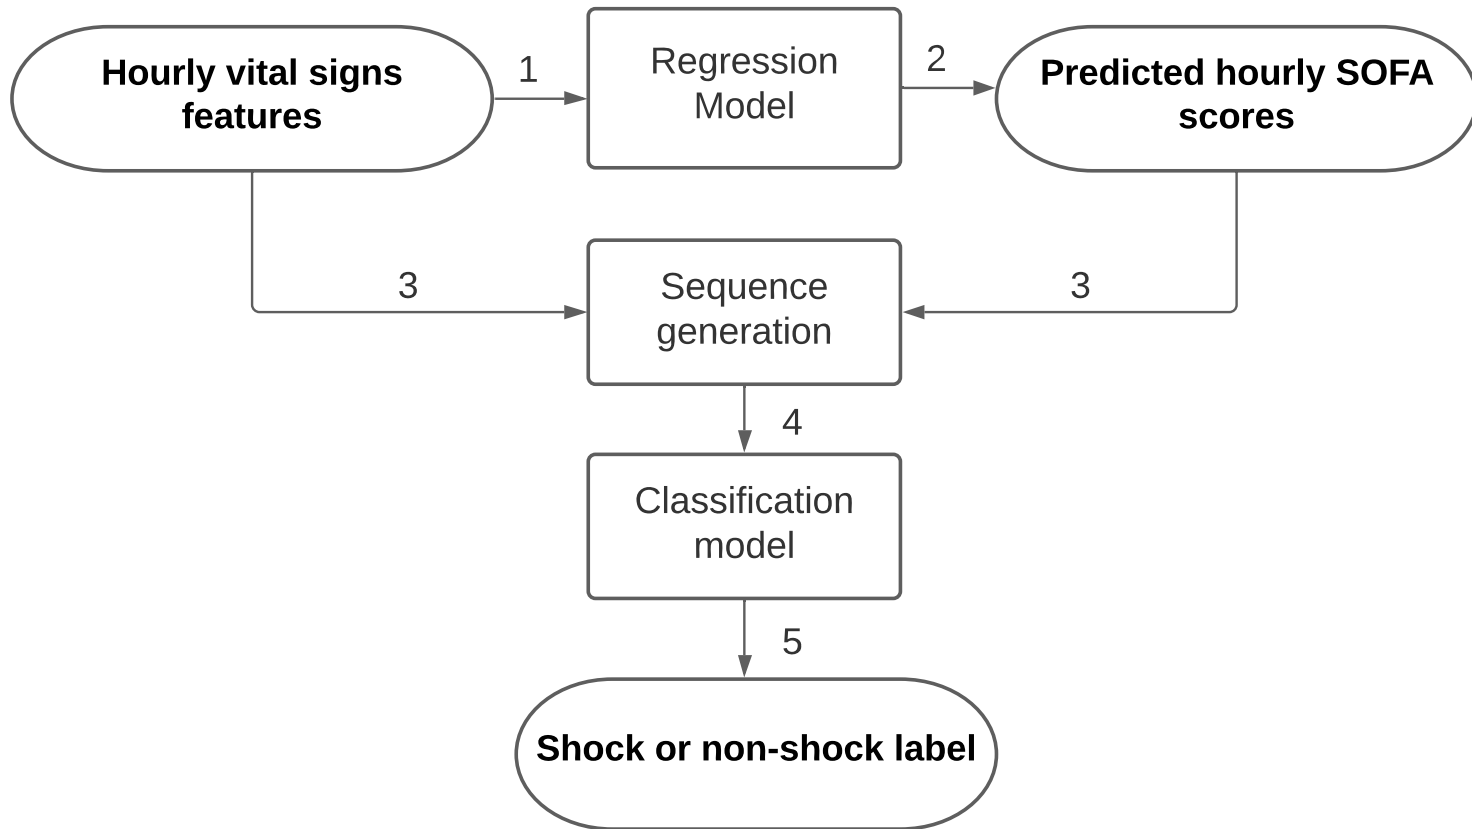 Hourly vital signs
features
1
Regression
Model
2
Predicted hourly SOFA
scores
3
Sequence
generation
3
4
Classification
model
5
Shock or non-shock label